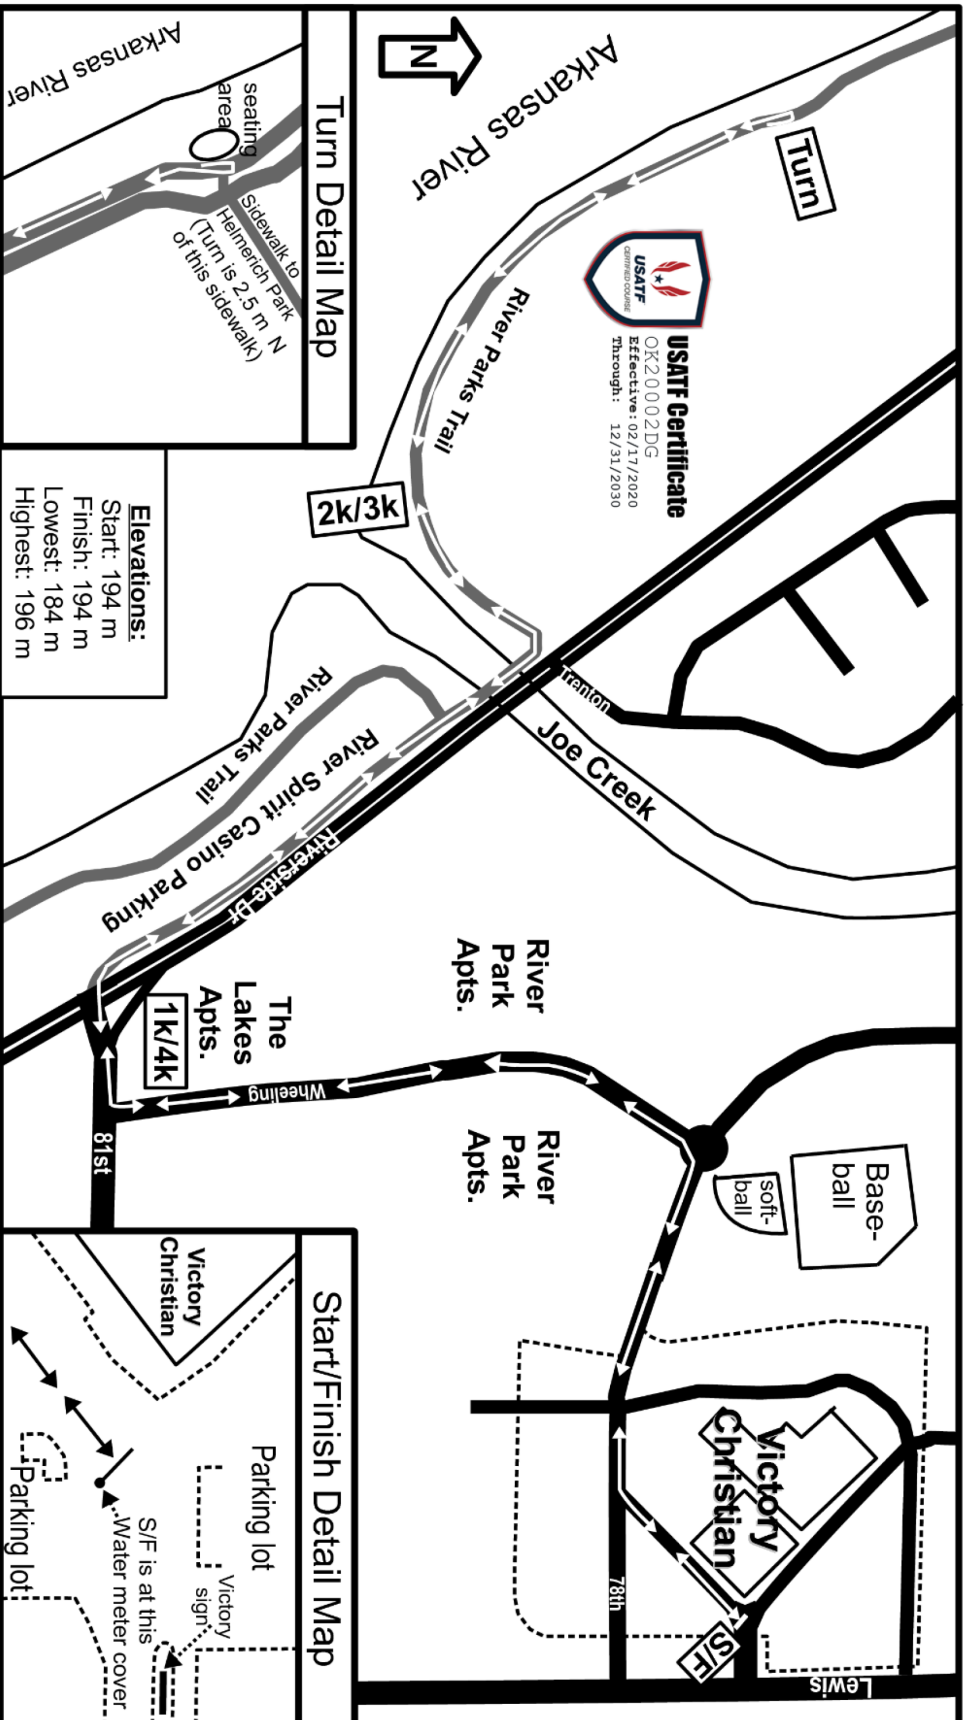 Arkansas River
Turn
N
Arkansas
River
USATF
CERTIFIED COURSE
USATF Certificate
OK20002DG
Effective: 02/17/2020
Through: 12/31/2030
River Parks Trail
2k/3k
Trenton
Joe Creek
River Parks
Trail
River Spirit Casino Parking
Riverside Dr
River
Park
Apts.
The
Lakes
Apts.
1k/4k
Wheeling
81st
River
Park
Apts.
Base-
ball
soft-
ball
Victory
Christian
78th
S/F
Lewis
Turn Detail Map
Arkansas River
seating
area
Sidewalk to
Helmerich Park
(Turn is 2.5 m N
of this sidewalk)
Elevations:
Start: 194 m
Finish: 194 m
Lowest: 184 m
Highest: 196 m
Start/Finish Detail Map
Victory
Christian
Parking lot
Victory
sign
S/F is at this
Water meter cover
Parking lot